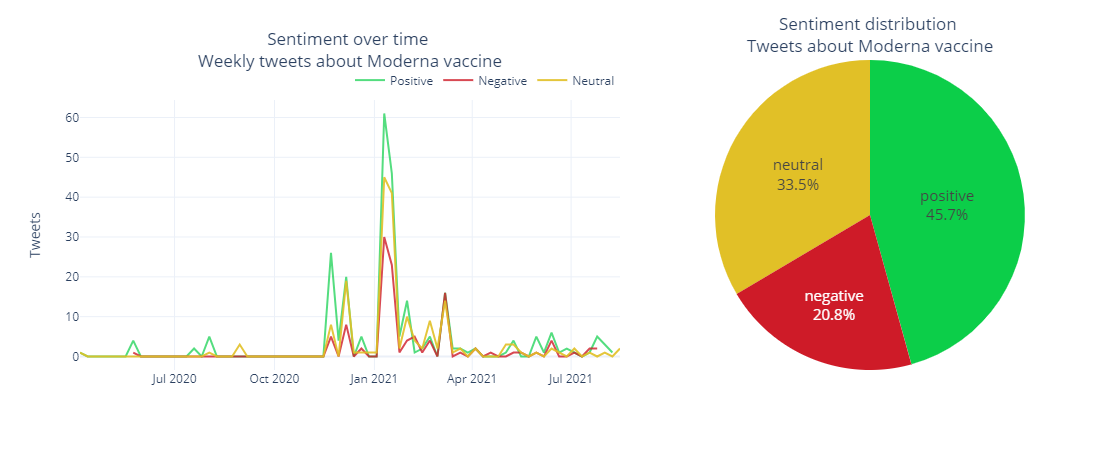 Sentiment over time
Weekly tweets about Moderna vaccine
Positive Negative Neutral
Tweets
60
50
40
30
20
10
0
Jul 2020 Oct 2020 Jan 2021 Apr 2021 Jul 2021
Sentiment distribution
Tweets about Moderna vaccine
neutral
33.5%
positive
45.7%
negative
20.8%